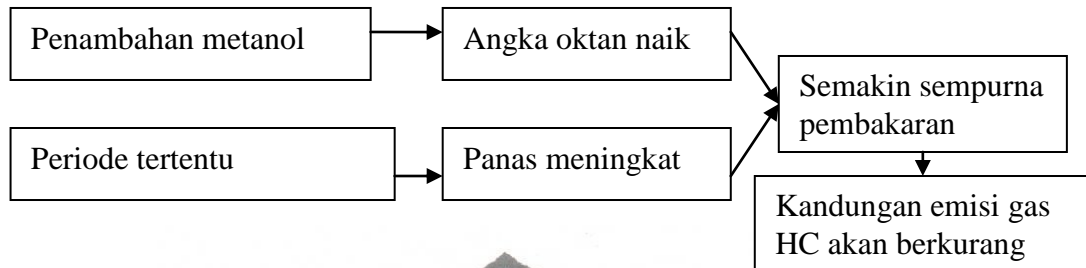 Penambahan metanol
Angka oktan naik
Semakin sempurna
pembakaran
Periode tertentu
Panas meningkat
Kandungan emisi gas
HC akan berkurang